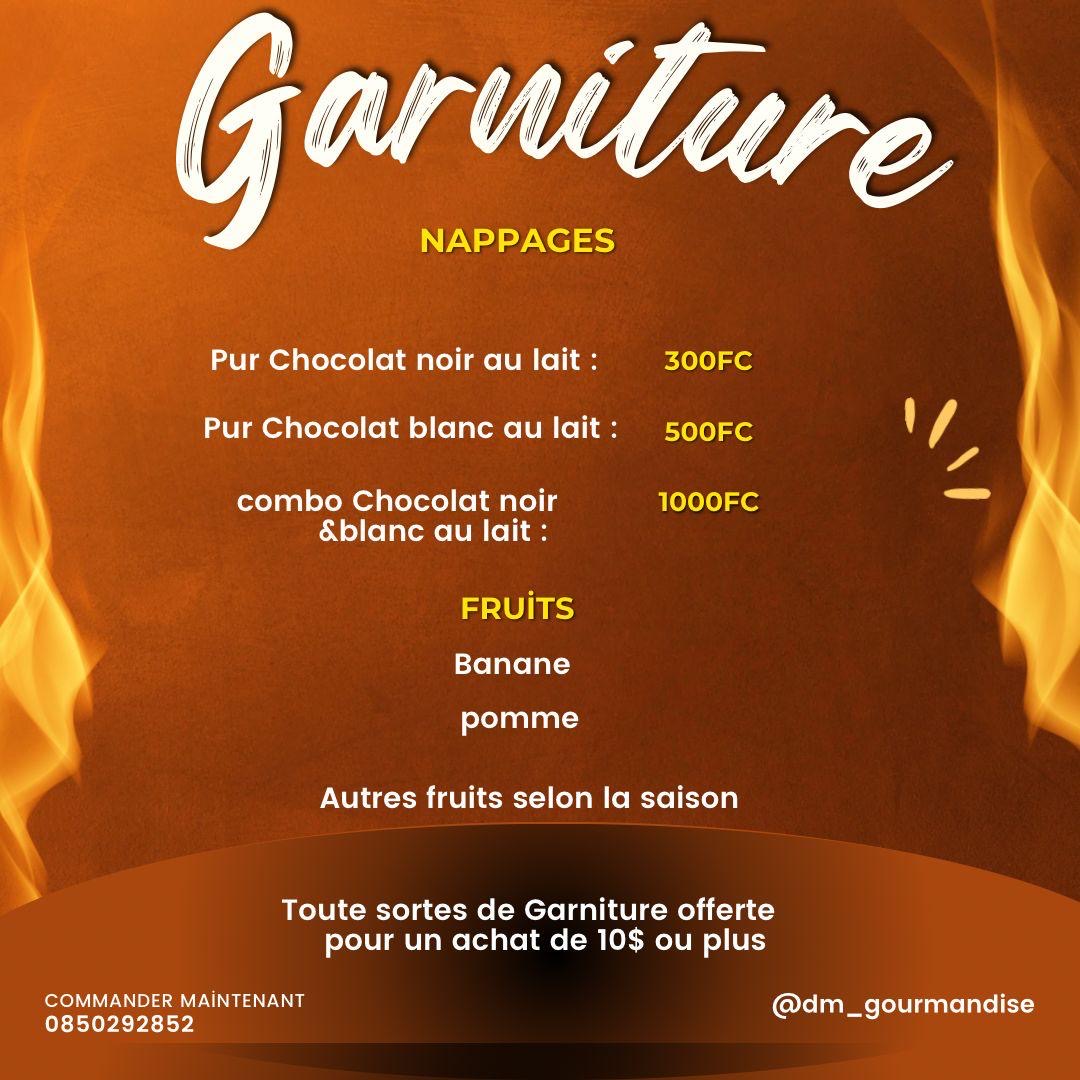 Garniture
NAPPAGES
Pur Chocolat noir au lait : 300FC
Pur Chocolat blanc au lait : 500FC
combo Chocolat noir 1000FC
&blanc au lait :
FRUİTS
Banane
pomme
Autres fruits selon la saison
Toute sortes de Garniture offerte
pour un achat de 10$ ou plus
COMMANDER MAİNTENANT
0850292852
@dm_gourmandise